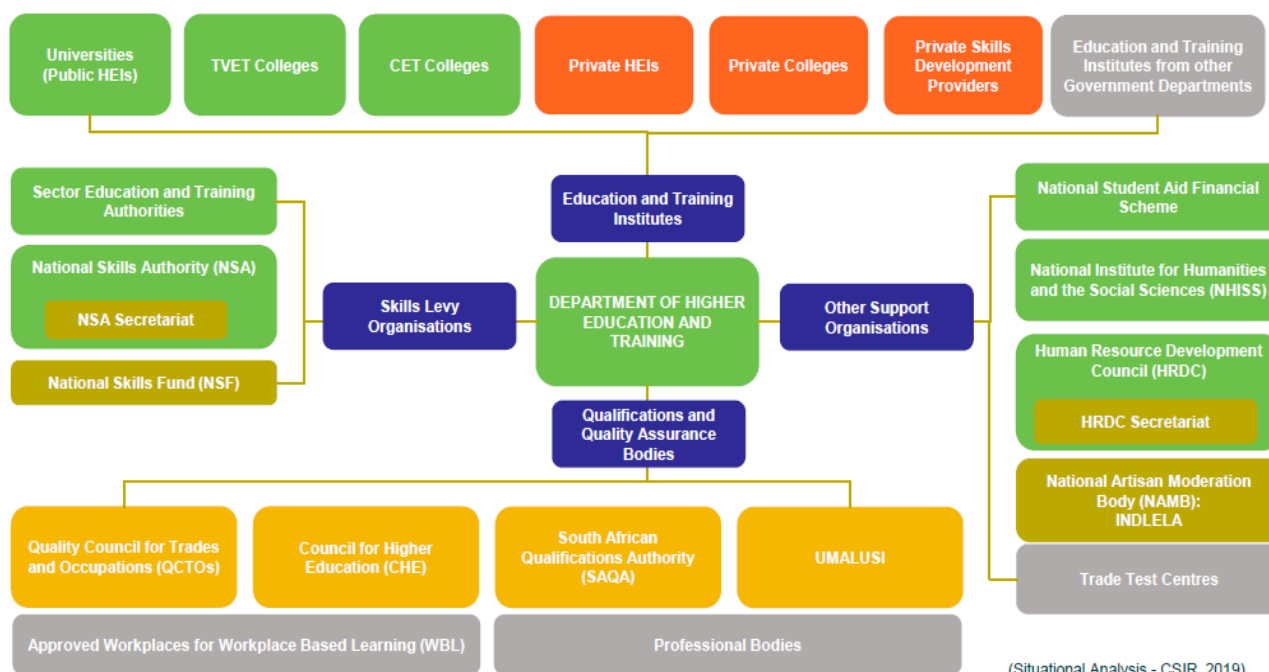 Universities
(Public HEIs)
TVET Colleges
CET Colleges
Private HEIs
Private Colleges
Private Skills
Development
Providers
Education and Training
Institutes from other
Government Departments
Sector Education and Training
Authorities
National Skills Authority (NSA)
NSA Secretariat
National Skills Fund (NSF)
Skills Levy
Organisations
Education and Training
Institutes
DEPARTMENT OF HIGHER
EDUCATION AND
TRAINING
Qualifications and
Quality Assurance
Bodies
Other Support
Organisations
National Student Aid Financial
Scheme
National Institute for Humanities
and the Social Sciences (NHISS)
Human Resource Development
Council (HRDC)
HRDC Secretariat
National Artisan Moderation
Body (NAMB):
INDLELA
Trade Test Centres
Quality Council for Trades
and Occupations (QCTOs)
Council for Higher
Education (CHE)
South African
Qualifications Authority
(SAQA)
UMALUSI
Approved Workplaces for Workplace Based Learning (WBL)
Professional Bodies
(Situational Analysis - CSIR, 2019)